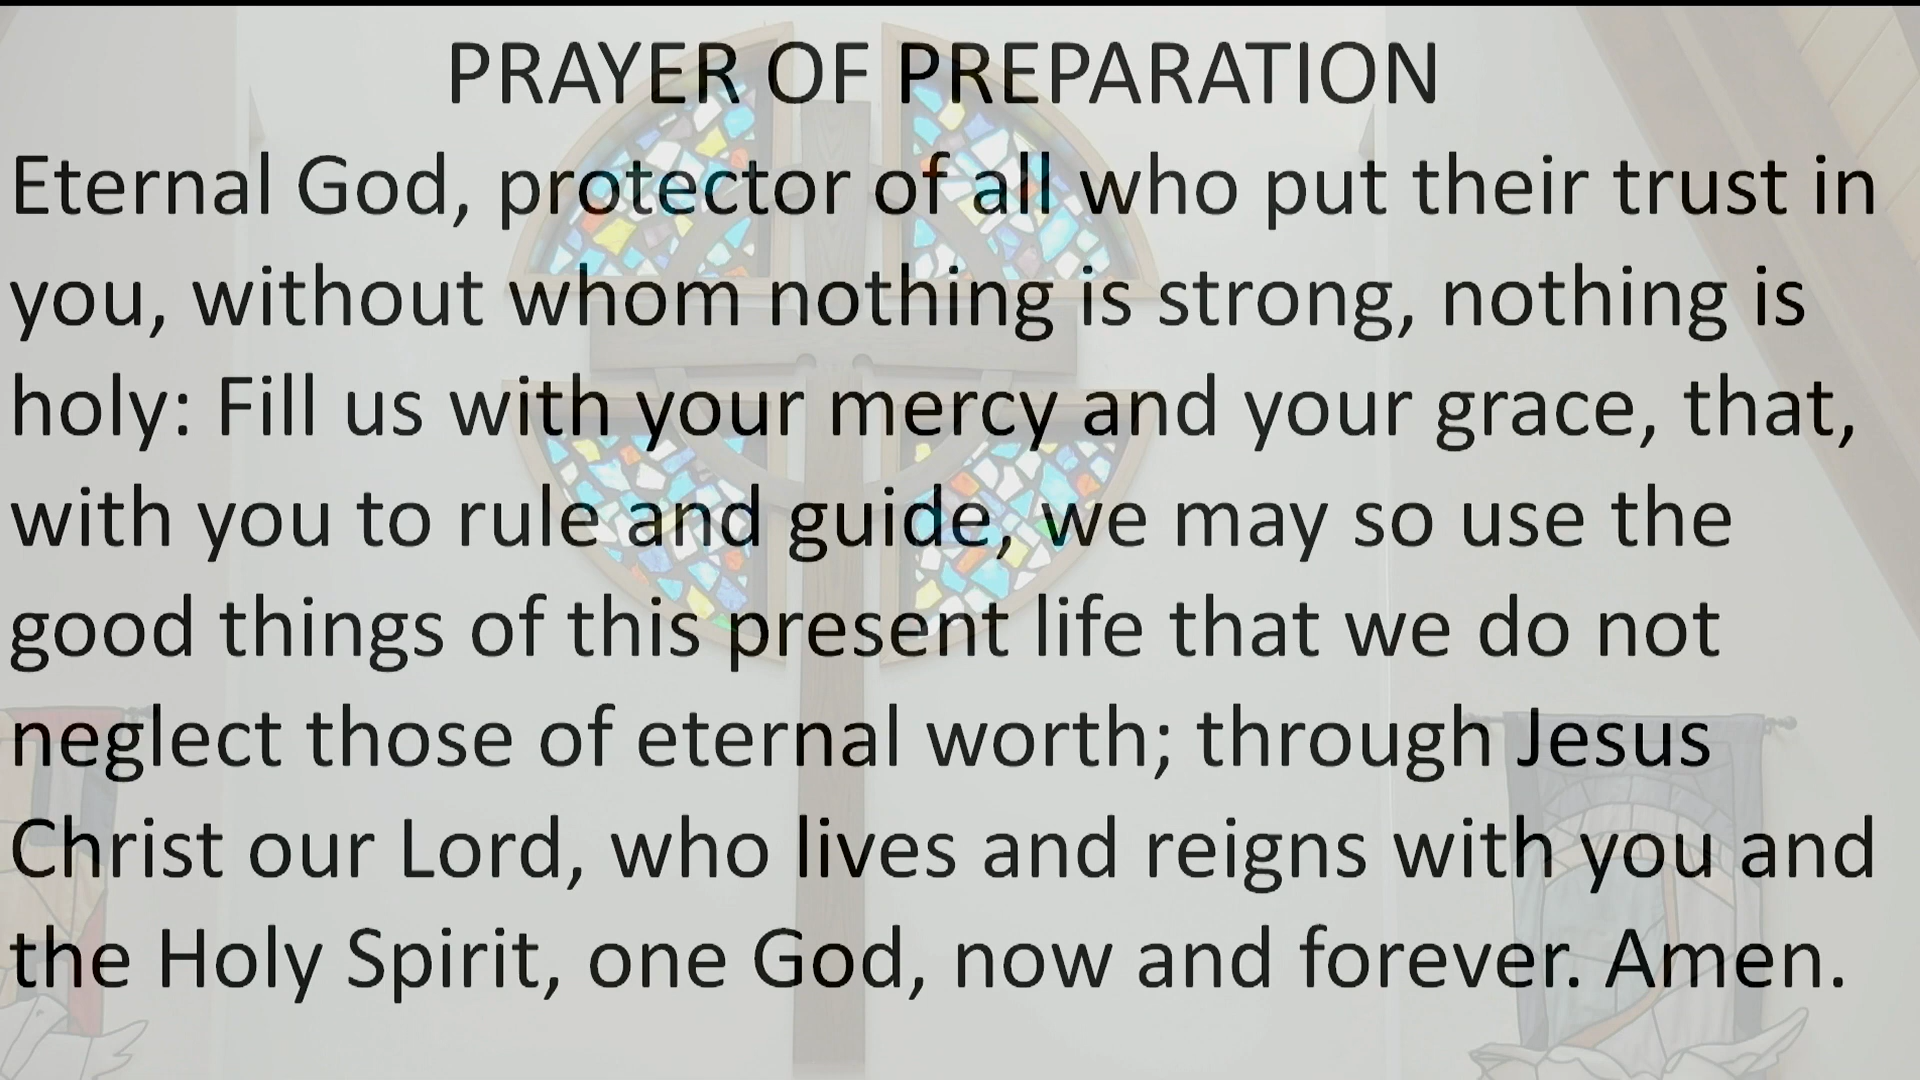 PRAYER OF PREPARATION
Eternal God, protector of all who put their trust in
you, without whom nothing is strong, nothing is
holy: Fill us with your mercy and your grace, that,
with you to rule and guide, we may so use the
good things of this present life that we do not
neglect those of eternal worth; through Jesus
Christ our Lord, who lives and reigns with you and
the Holy Spirit, one God, now and forever. Amen.